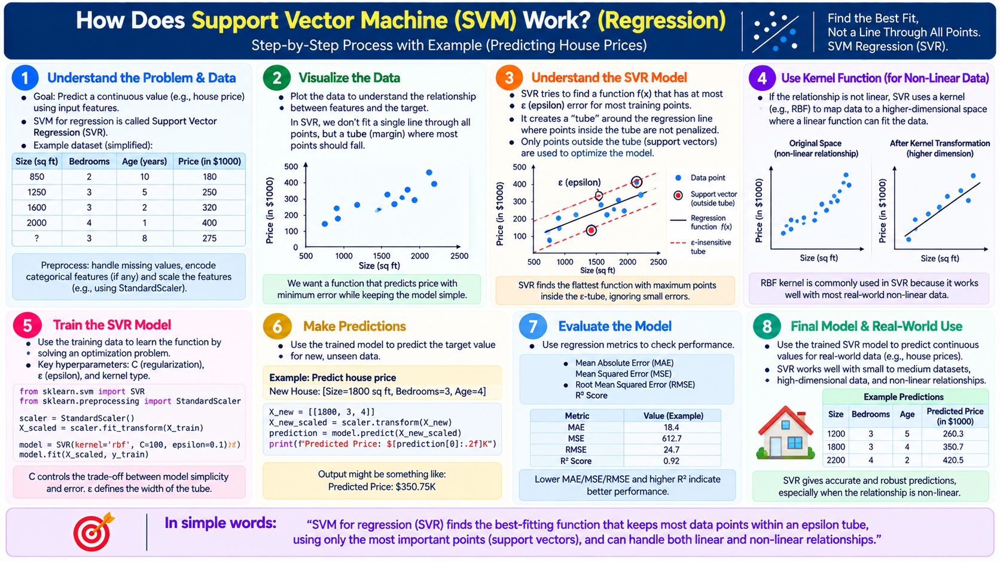 How Does Support Vector Machine (SVM) Work? (Regression)
Step-by-Step Process with Example (Predicting House Prices)
Find the Best Fit,
Not a Line Through All Points.
SVM Regression (SVR).
1 Understand the Problem & Data
• Goal: Predict a continuous value (e.g., house price)
using input features.
• SVM for regression is called Support Vector
Regression (SVR).
• Example dataset (simplified):
Size (sq ft) Bedrooms Age (years) Price (in $1000)
850 2 10 180
1250 3 5 250
1600 3 2 320
2000 4 1 400
? 3 8 275
Preprocess: handle missing values, encode
categorical features (if any) and scale the features
(e.g., using StandardScaler).
2 Visualize the Data
• Plot the data to understand the relationship
• between features and the target.
In SVR, we don't fit a single line through all
points, but a tube (margin) where most
points should fall.
Price (in $1000)
500
400
300
200
100
0
500 1000 1500 2000 2500
Size (sq ft)
We want a function that predicts price with
minimum error while keeping the model simple.
3 Understand the SVR Model
• SVR tries to find a function f(x) that has at most
• ε (epsilon) error for most training points.
• It creates a "tube" around the regression line
where points inside the tube are not penalized.
• Only points outside the tube (support vectors)
are used to optimize the model.
Price (in $1000)
500
400
300
200
100
ε (epsilon)
500 1000 1500 2000 2500
Size (sq ft)
Data point
Support vector
(outside tube)
Regression
function f(x)
ε-insensitive
tube
SVR finds the flattest function with maximum points
inside the ε-tube, ignoring small errors.
4 Use Kernel Function (for Non-Linear Data)
• If the relationship is not linear, SVR uses a kernel
(e.g., RBF) to map data to a higher-dimensional space
where a linear function can fit the data.
Original Space
(non-linear relationship)
Price (in $1000)
Size (sq ft)
After Kernel Transformation
(higher dimension)
Price (in $1000)
Size (sq ft)
RBF kernel is commonly used in SVR because it works
well with most real-world non-linear data.
5 Train the SVR Model
• Use the training data to learn the function by
• solving an optimization problem.
• Key hyperparameters: C (regularization),
ε (epsilon), and kernel type.
from sklearn.svm import SVR
from sklearn.preprocessing import StandardScaler
scaler = StandardScaler()
X_scaled = scaler.fit_transform(X_train)
model = SVR(kernel='rbf', C=100, epsilon=0.1) )
model.fit(X_scaled, y_train)
C controls the trade-off between model simplicity
and error. ε defines the width of the tube.
6 Make Predictions
• Use the trained model to predict the target value
• for new, unseen data.
Example: Predict house price
New House: [Size=1800 sq ft, Bedrooms=3, Age=4]
X_new = [[1800, 3, 4]]
X_new_scaled = scaler.transform(X_new)
prediction = model.predict(X_new_scaled)
print(f"Predicted Price: $[prediction[0]:.2f]K")
Output might be something like:
Predicted Price: $350.75K
7 Evaluate the Model
• Use regression metrics to check performance.
• Mean Absolute Error (MAE)
Mean Squared Error (MSE)
• Root Mean Squared Error (RMSE)
R² Score
Metric Value (Example)
MAE 18.4
MSE 612.7
RMSE 24.7
R² Score 0.92
Lower MAE/MSE/RMSE and higher R² indicate
better performance.
8 Final Model & Real-World Use
• Use the trained SVR model to predict continuous
values for real-world data (e.g., house prices).
• SVR works well with small to medium datasets,
• high-dimensional data, and non-linear relationships.
Example Predictions
Size Bedrooms Age Predicted Price
(in $1000)
1200 3 5 260.3
1800 3 4 350.7
2200 4 2 420.5
SVR gives accurate and robust predictions,
especially when the relationship is non-linear.
In simple words:
"SVM for regression (SVR) finds the best-fitting function that keeps most data points within an epsilon tube,
using only the most important points (support vectors), and can handle both linear and non-linear relationships."